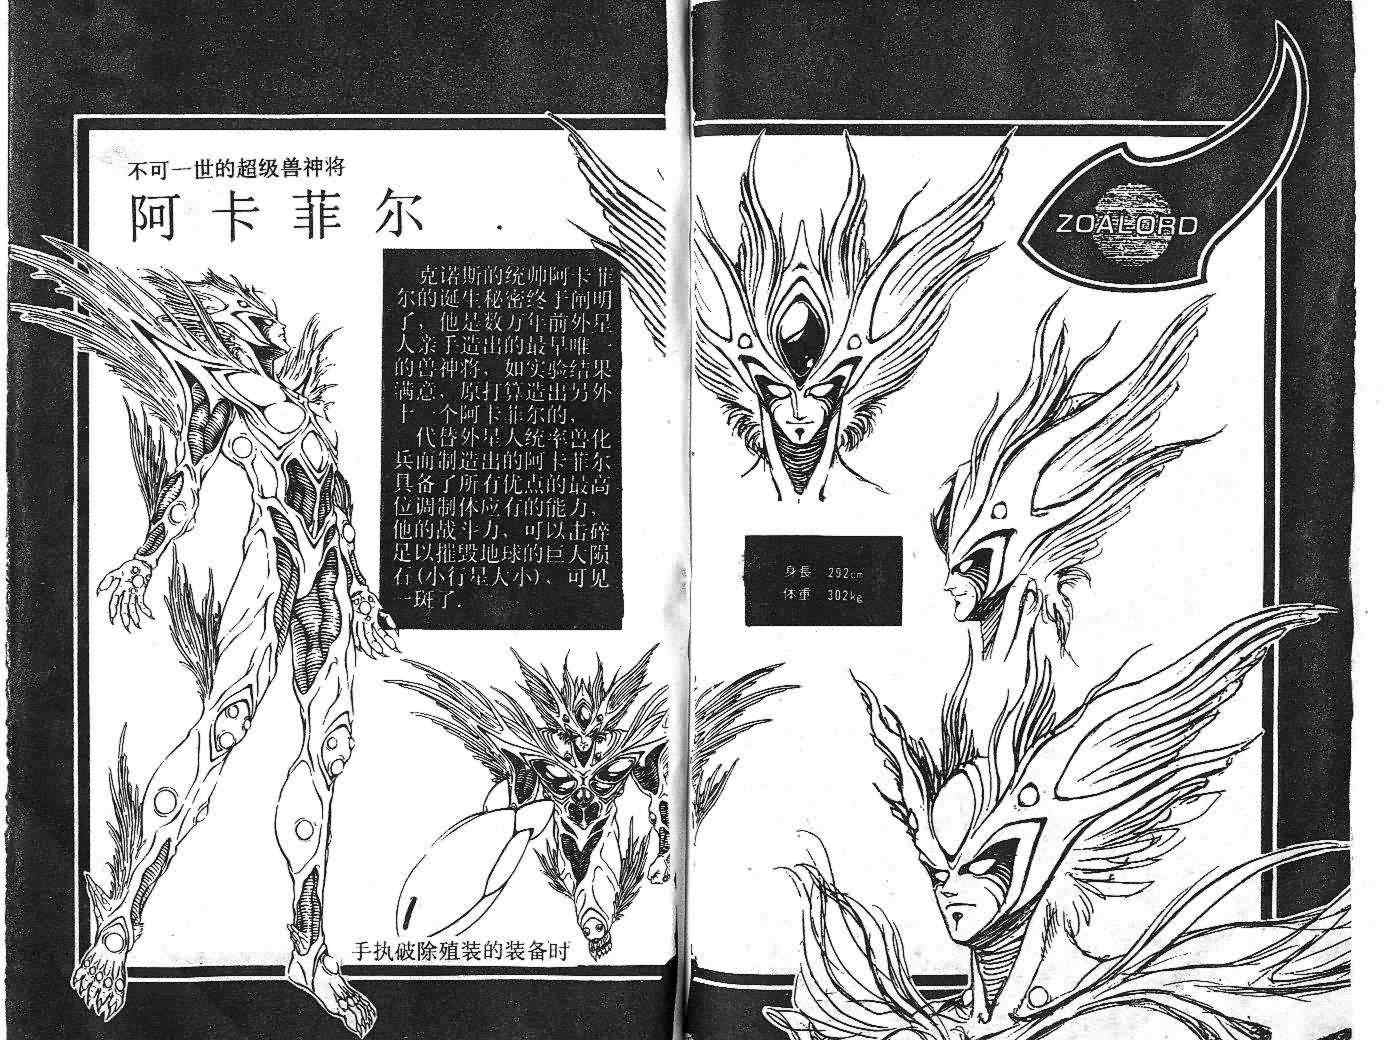 不可一世的超级兽神将
阿卡菲尔
克诺斯的统帅阿卡菲
尔的诞生秘密终于阐明
了，他是数万年前外星
人亲手造出的最早唯一
的兽神将，如实验结果
满意，原打算造出另外
十一个阿卡菲尔的，
代替外星人统率兽化
兵而制造出的阿卡菲尔
具备了所有优点的最高
位调制体应有的能力，
他的战斗力，可以击碎
足以摧毁地球的巨大陨
石(小行星大小)，可见
一斑了.
手执破除殖装的装备时
ZOALORD
身長 292cm
体重 302kg